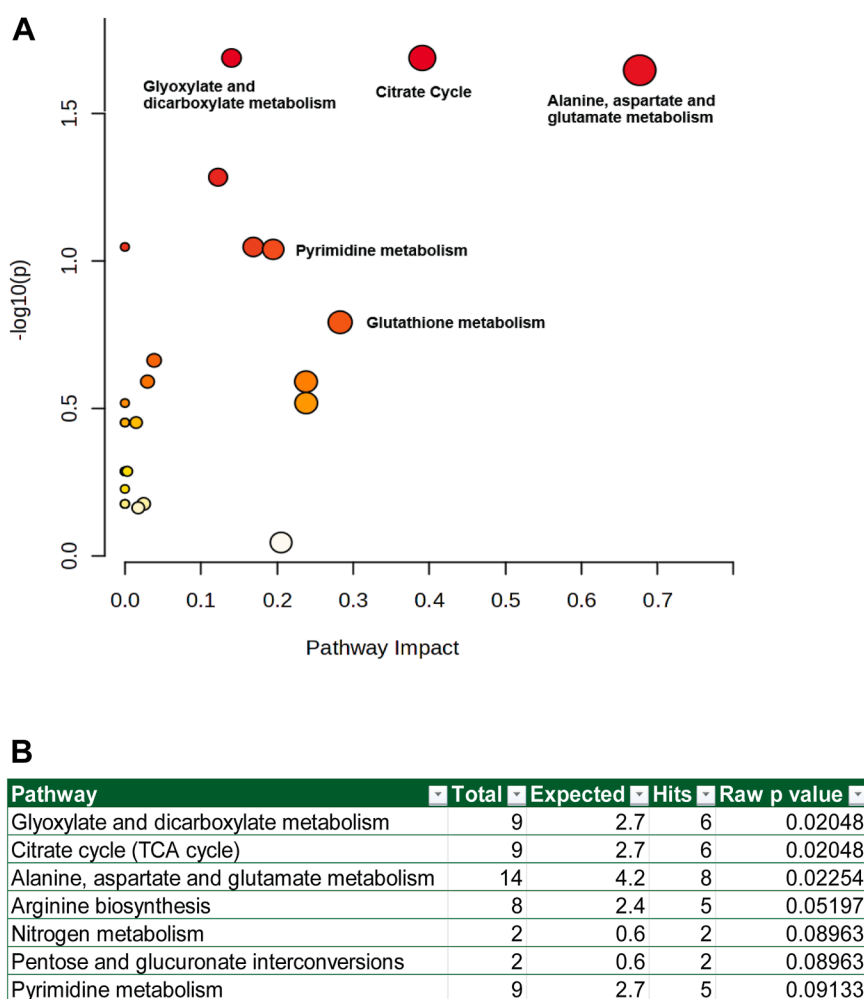 A
Glyoxylate and
dicarboxylate metabolism
Citrate Cycle
Alanine, aspartate and
glutamate metabolism
Pyrimidine metabolism
Glutathione metabolism
-log10(p)
1.5
1.0
0.5
0.0
0.0 0.1 0.2 0.3 0.4 0.5 0.6 0.7
Pathway Impact
B
Pathway Total Expected Hits Raw p value
Glyoxylate and dicarboxylate metabolism 9 2.7 6 0.02048
Citrate cycle (TCA cycle) 9 2.7 6 0.02048
Alanine, aspartate and glutamate metabolism 14 4.2 8 0.02254
Arginine biosynthesis 8 2.4 5 0.05197
Nitrogen metabolism 2 0.6 2 0.08963
Pentose and glucuronate interconversions 2 0.6 2 0.08963
Pyrimidine metabolism 9 2.7 5 0.09133